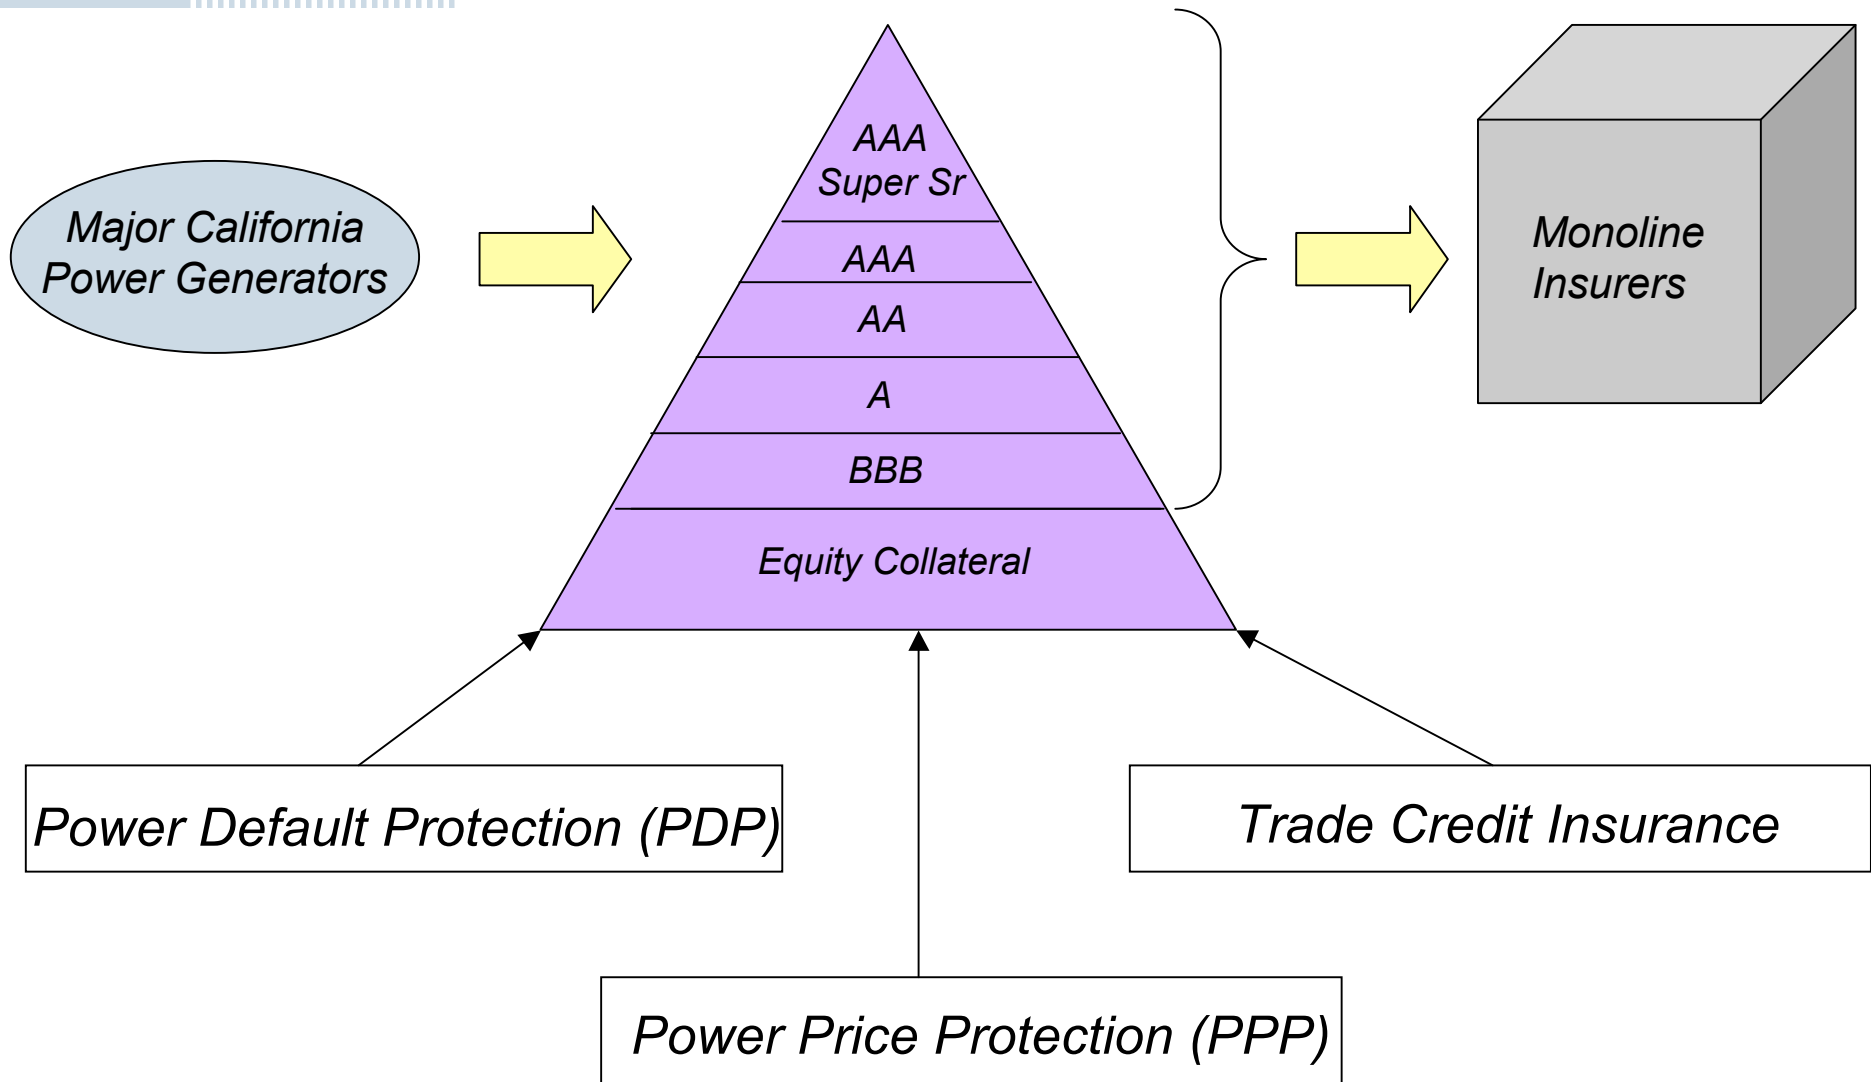 Major California
Power Generators
AAA
Super Sr
AAA
AA
A
BBB
Equity Collateral
Monoline
Insurers
Power Default Protection (PDP)
Trade Credit Insurance
Power Price Protection (PPP)